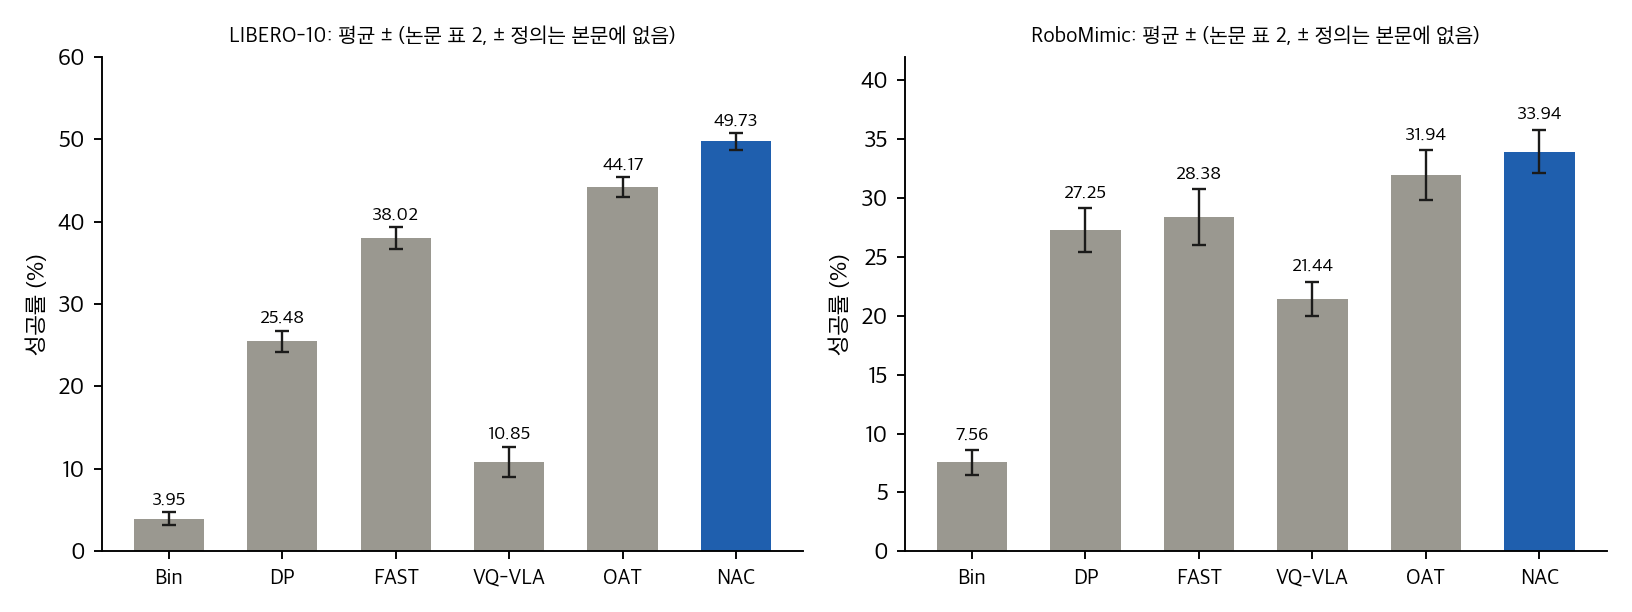 LIBERO-10: 평균 ± (논문 표 2, ± 정의는 본문에 없음)
성공률 (%)
60
50
40
30
20
10
0
49.73
44.17
38.02
25.48
10.85
3.95
Bin
DP
FAST
VQ-VLA
OAT
NAC
RoboMimic: 평균 ± (논문 표 2, ± 정의는 본문에 없음)
성공률 (%)
40
35
30
25
20
15
10
5
0
33.94
31.94
28.38
27.25
21.44
7.56
Bin
DP
FAST
VQ-VLA
OAT
NAC